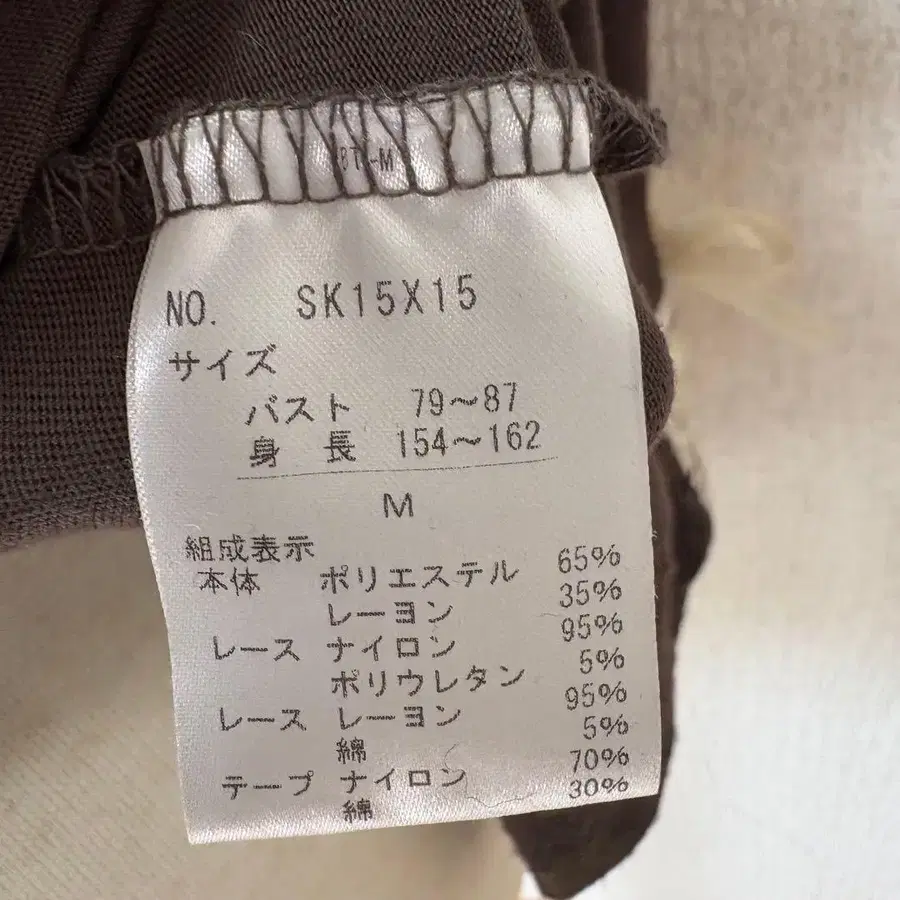 NO. SK15X15
サイズ
バスト 79~87
身長 154~162
M
組成表示
本体 ポリエステル 65%
レーヨン 35%
レース ナイロン 95%
ポリウレタン 5%
レース レーヨン 95%
綿 5%
テープ ナイロン 70%
綿 30%